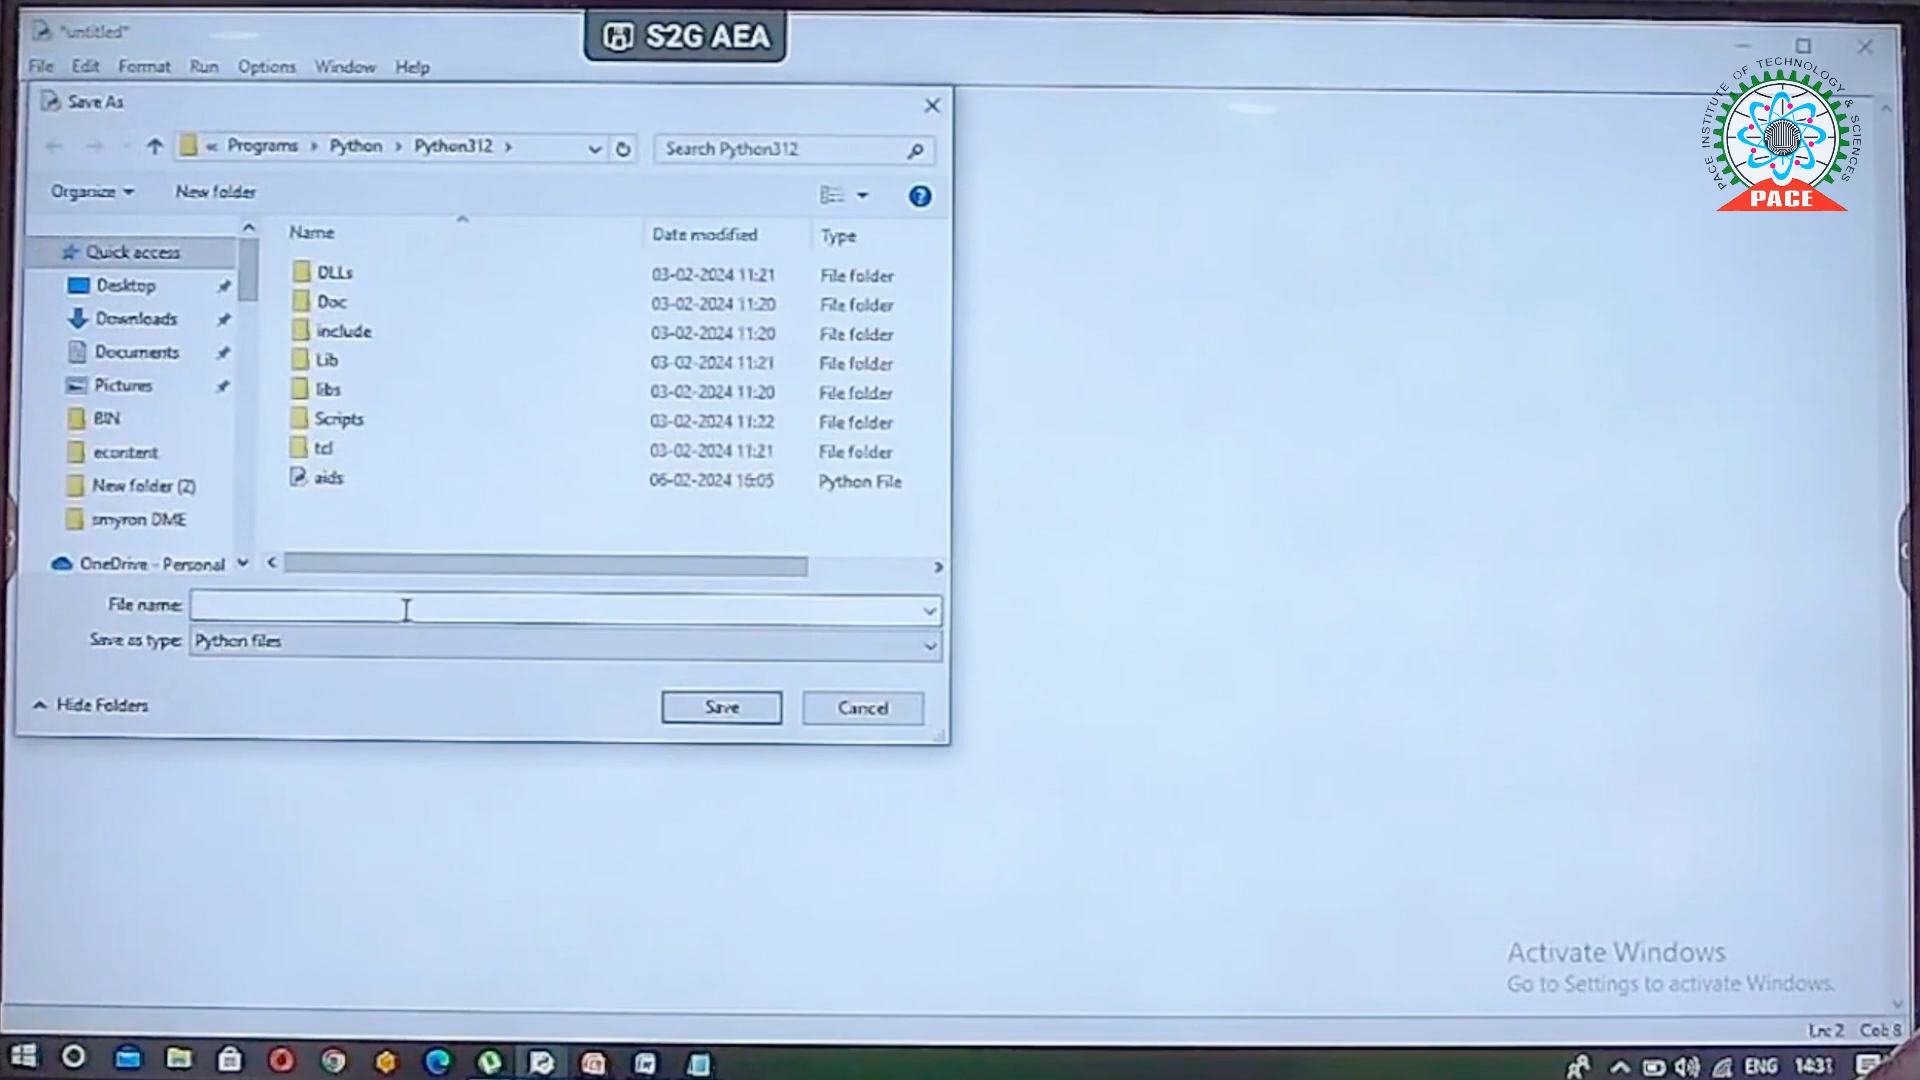 *untitled*
S2G AEA
File Edit Format Run Options Window Help
PACE INSTITUTE OF TECHNOLOGY & SCIENCES
PACE
Save As
« Programs › Python › Python312 ›
Search Python312
Organize
New folder
Name
Date modified
Type
Quick access
Desktop
Downloads
Documents
Pictures
BIN
econtent
New folder (2)
smyron DME
OneDrive - Personal
DLLs 03-02-2024 11:21 File folder
Doc 03-02-2024 11:20 File folder
include 03-02-2024 11:20 File folder
Lib 03-02-2024 11:21 File folder
libs 03-02-2024 11:20 File folder
Scripts 03-02-2024 11:22 File folder
tcl 03-02-2024 11:21 File folder
aids 06-02-2024 16:05 Python File
File name:
Save as type: Python files
Hide Folders
Save
Cancel
Activate Windows
Go to Settings to activate Windows.
Ln: 2 Col: 8
ENG 14:31